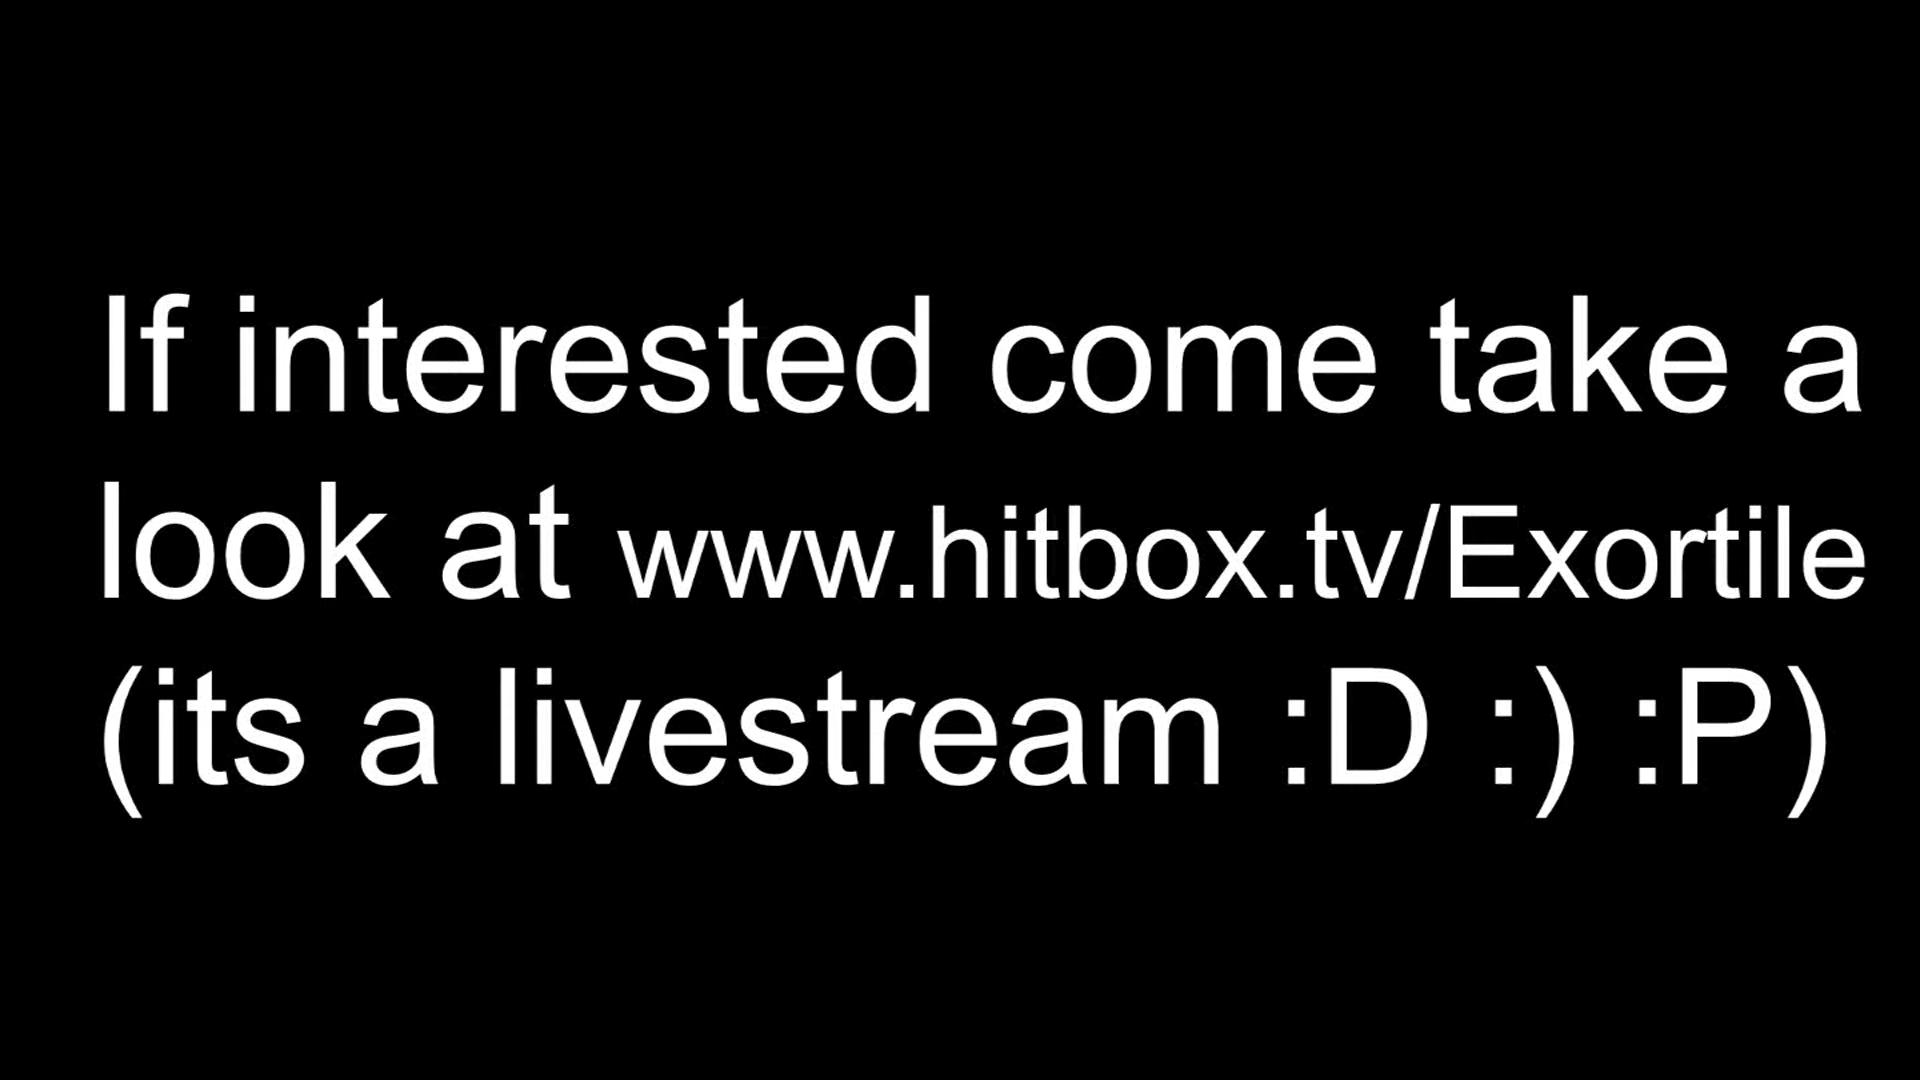 If interested come take a
look at www.hitbox.tv/Exortile
(its a livestream :D :) :P)